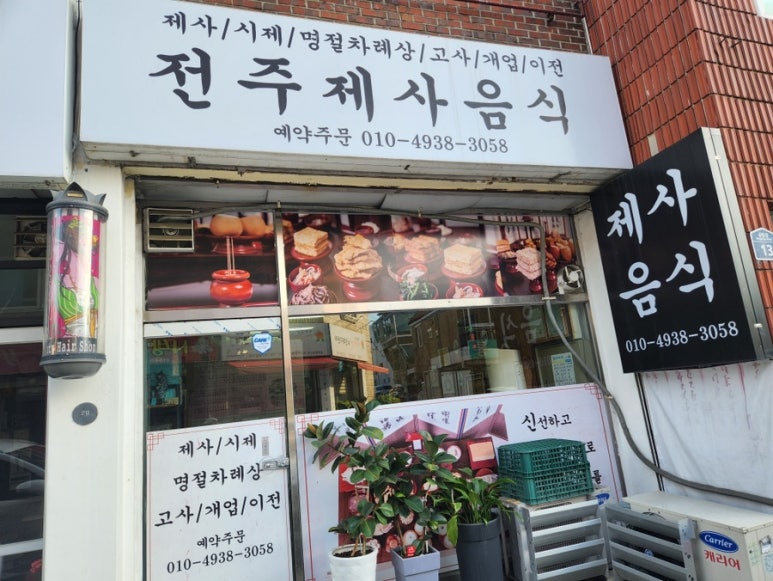 제사/시제/명절차례상/고사/개업/이전
전주제사음식
예약주문 010-4938-3058
제사
음식
010-4938-3058
13
Hair Shop
제사/시제
명절차례상
고사/개업/이전
예약주문
010-4938-3058
신선하고
로
를
Carrier
캐리어